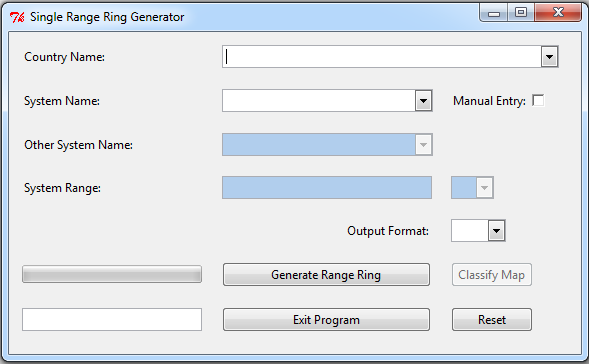 Single Range Ring Generator
Country Name:
System Name:
Manual Entry:
Other System Name:
System Range:
Output Format:
Generate Range Ring
Classify Map
Exit Program
Reset